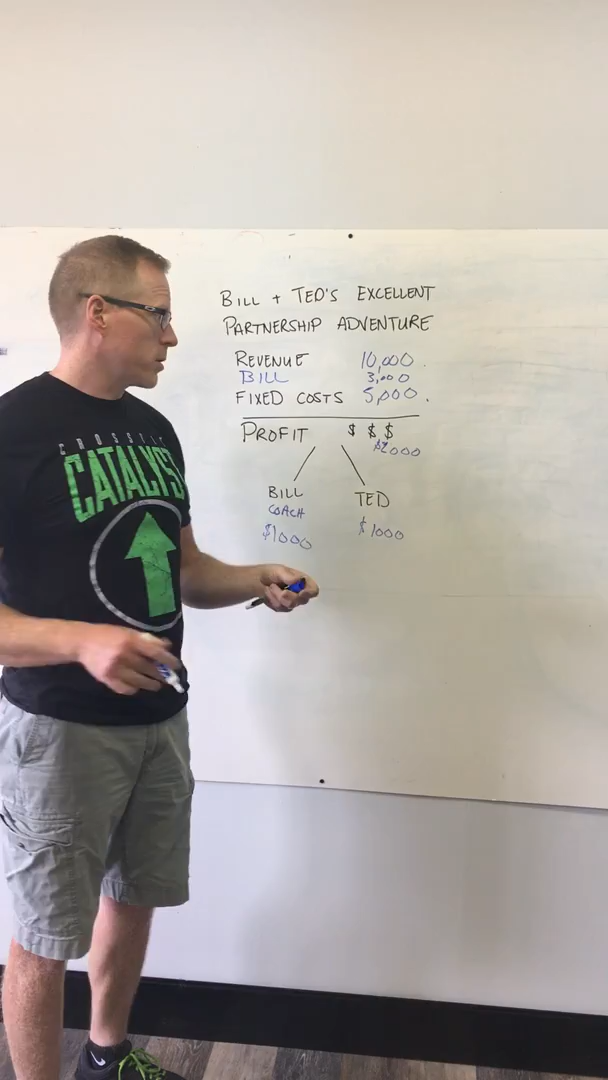 BILL + TED'S EXCELLENT
PARTNERSHIP ADVENTURE
REVENUE 10,000.
BILL 3,000
FIXED COSTS 5,000.
PROFIT $ $ $
$2000
BILL TED
COACH
$1000 $1000
CROSSFIT
CATALYST